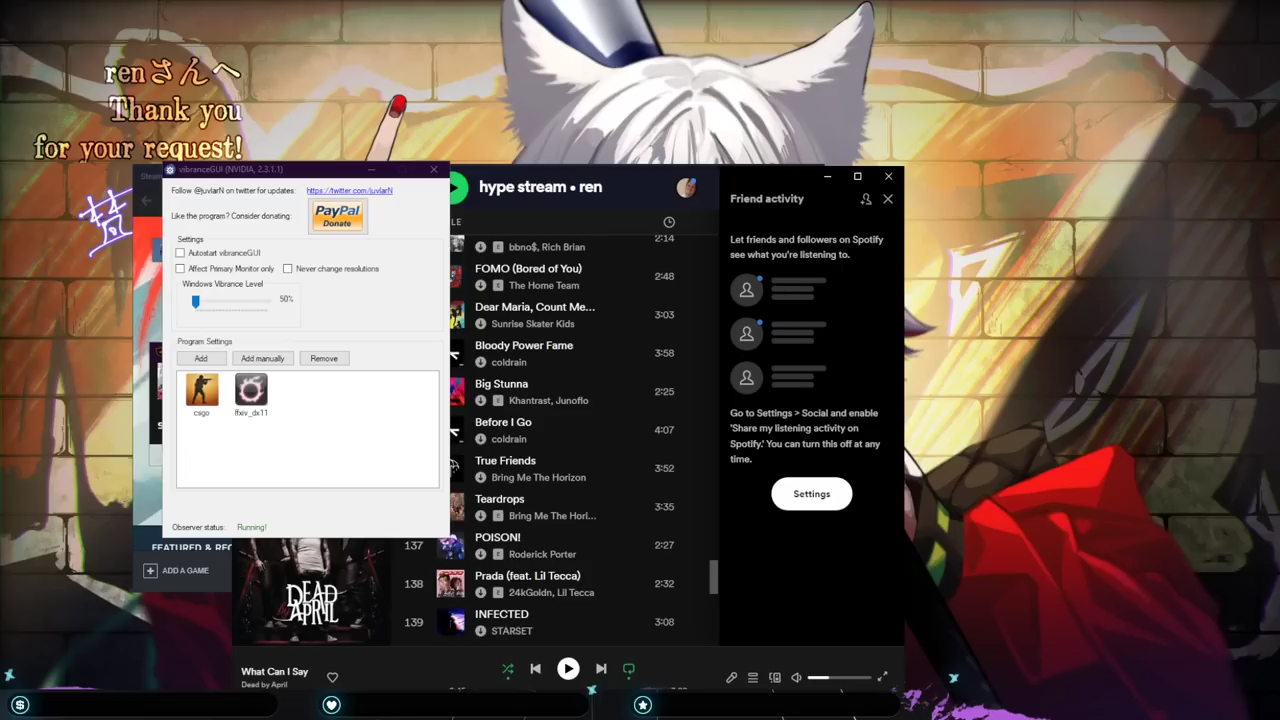 renさんへ
Thank you
for your request!
vibranceGUI (NVIDIA, 2.3.1.1)
Follow @juvlarN on twitter for updates:
https://twitter.com/juvlarN
Like the program? Consider donating:
PayPal
Donate
Settings
Autostart vibranceGUI
Affect Primary Monitor only
Never change resolutions
Windows Vibrance Level
50%
Program Settings
Add
Add manually
Remove
csgo
ffxiv_dx11
Observer status:
Running!
FEATURED & REC
ADD A GAME
DEAD
APRIL
hype stream • ren
LE
bbno$, Rich Brian
2:14
FOMO (Bored of You)
E The Home Team
2:48
Dear Maria, Count Me...
Sunrise Skater Kids
3:03
Bloody Power Fame
coldrain
3:58
Big Stunna
E Khantrast, Junoflo
2:25
Before I Go
coldrain
4:07
True Friends
Bring Me The Horizon
3:52
Teardrops
E Bring Me The Hori...
3:35
137
POISON!
E Roderick Porter
2:27
138
Prada (feat. Lil Tecca)
E 24kGoldn, Lil Tecca
2:32
139
INFECTED
STARSET
3:08
Friend activity
Let friends and followers on Spotify
see what you're listening to.
Go to Settings > Social and enable
'Share my listening activity on
Spotify.' You can turn this off at any
time.
Settings
What Can I Say
Dead by April